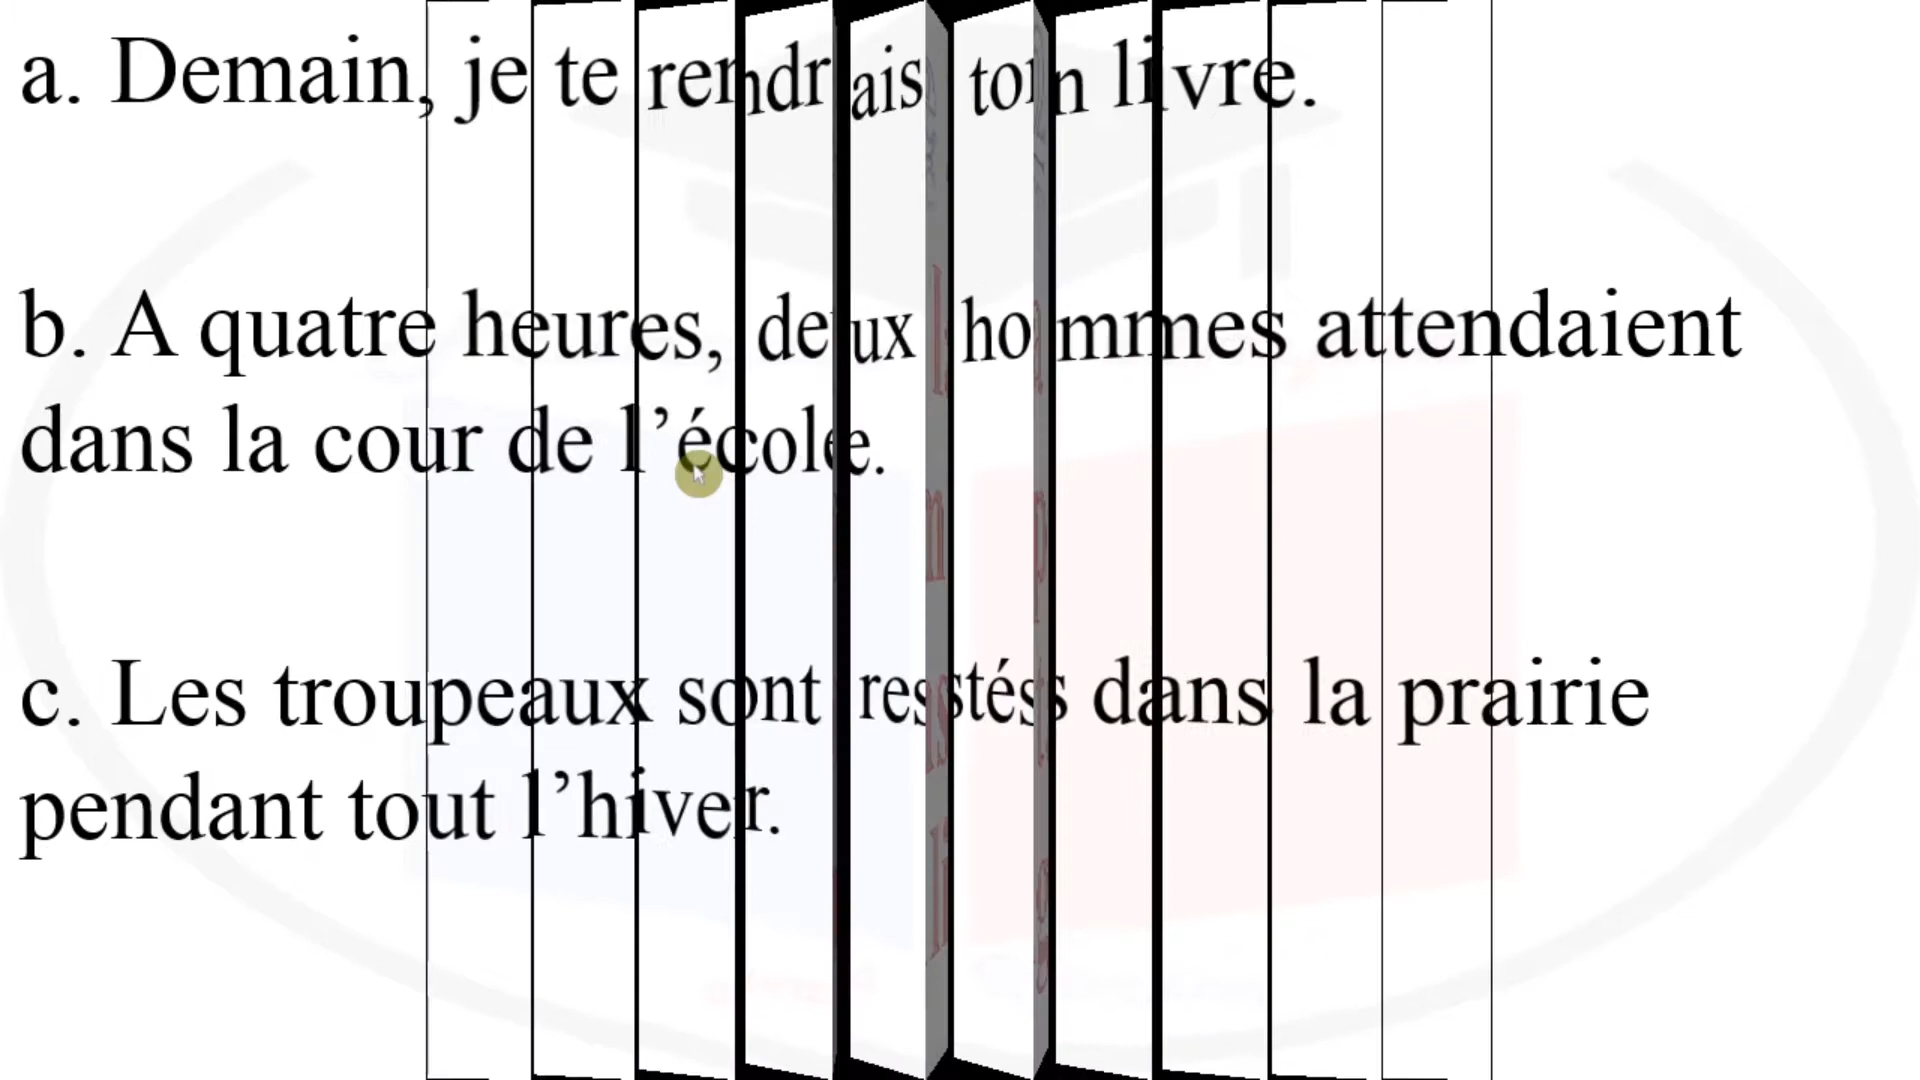 a. Demain, je te rendrais ton livre.
b. A quatre heures, deux hommes attendaient
dans la cour de l’école.
c. Les troupeaux sont restés dans la prairie
pendant tout l’hiver.